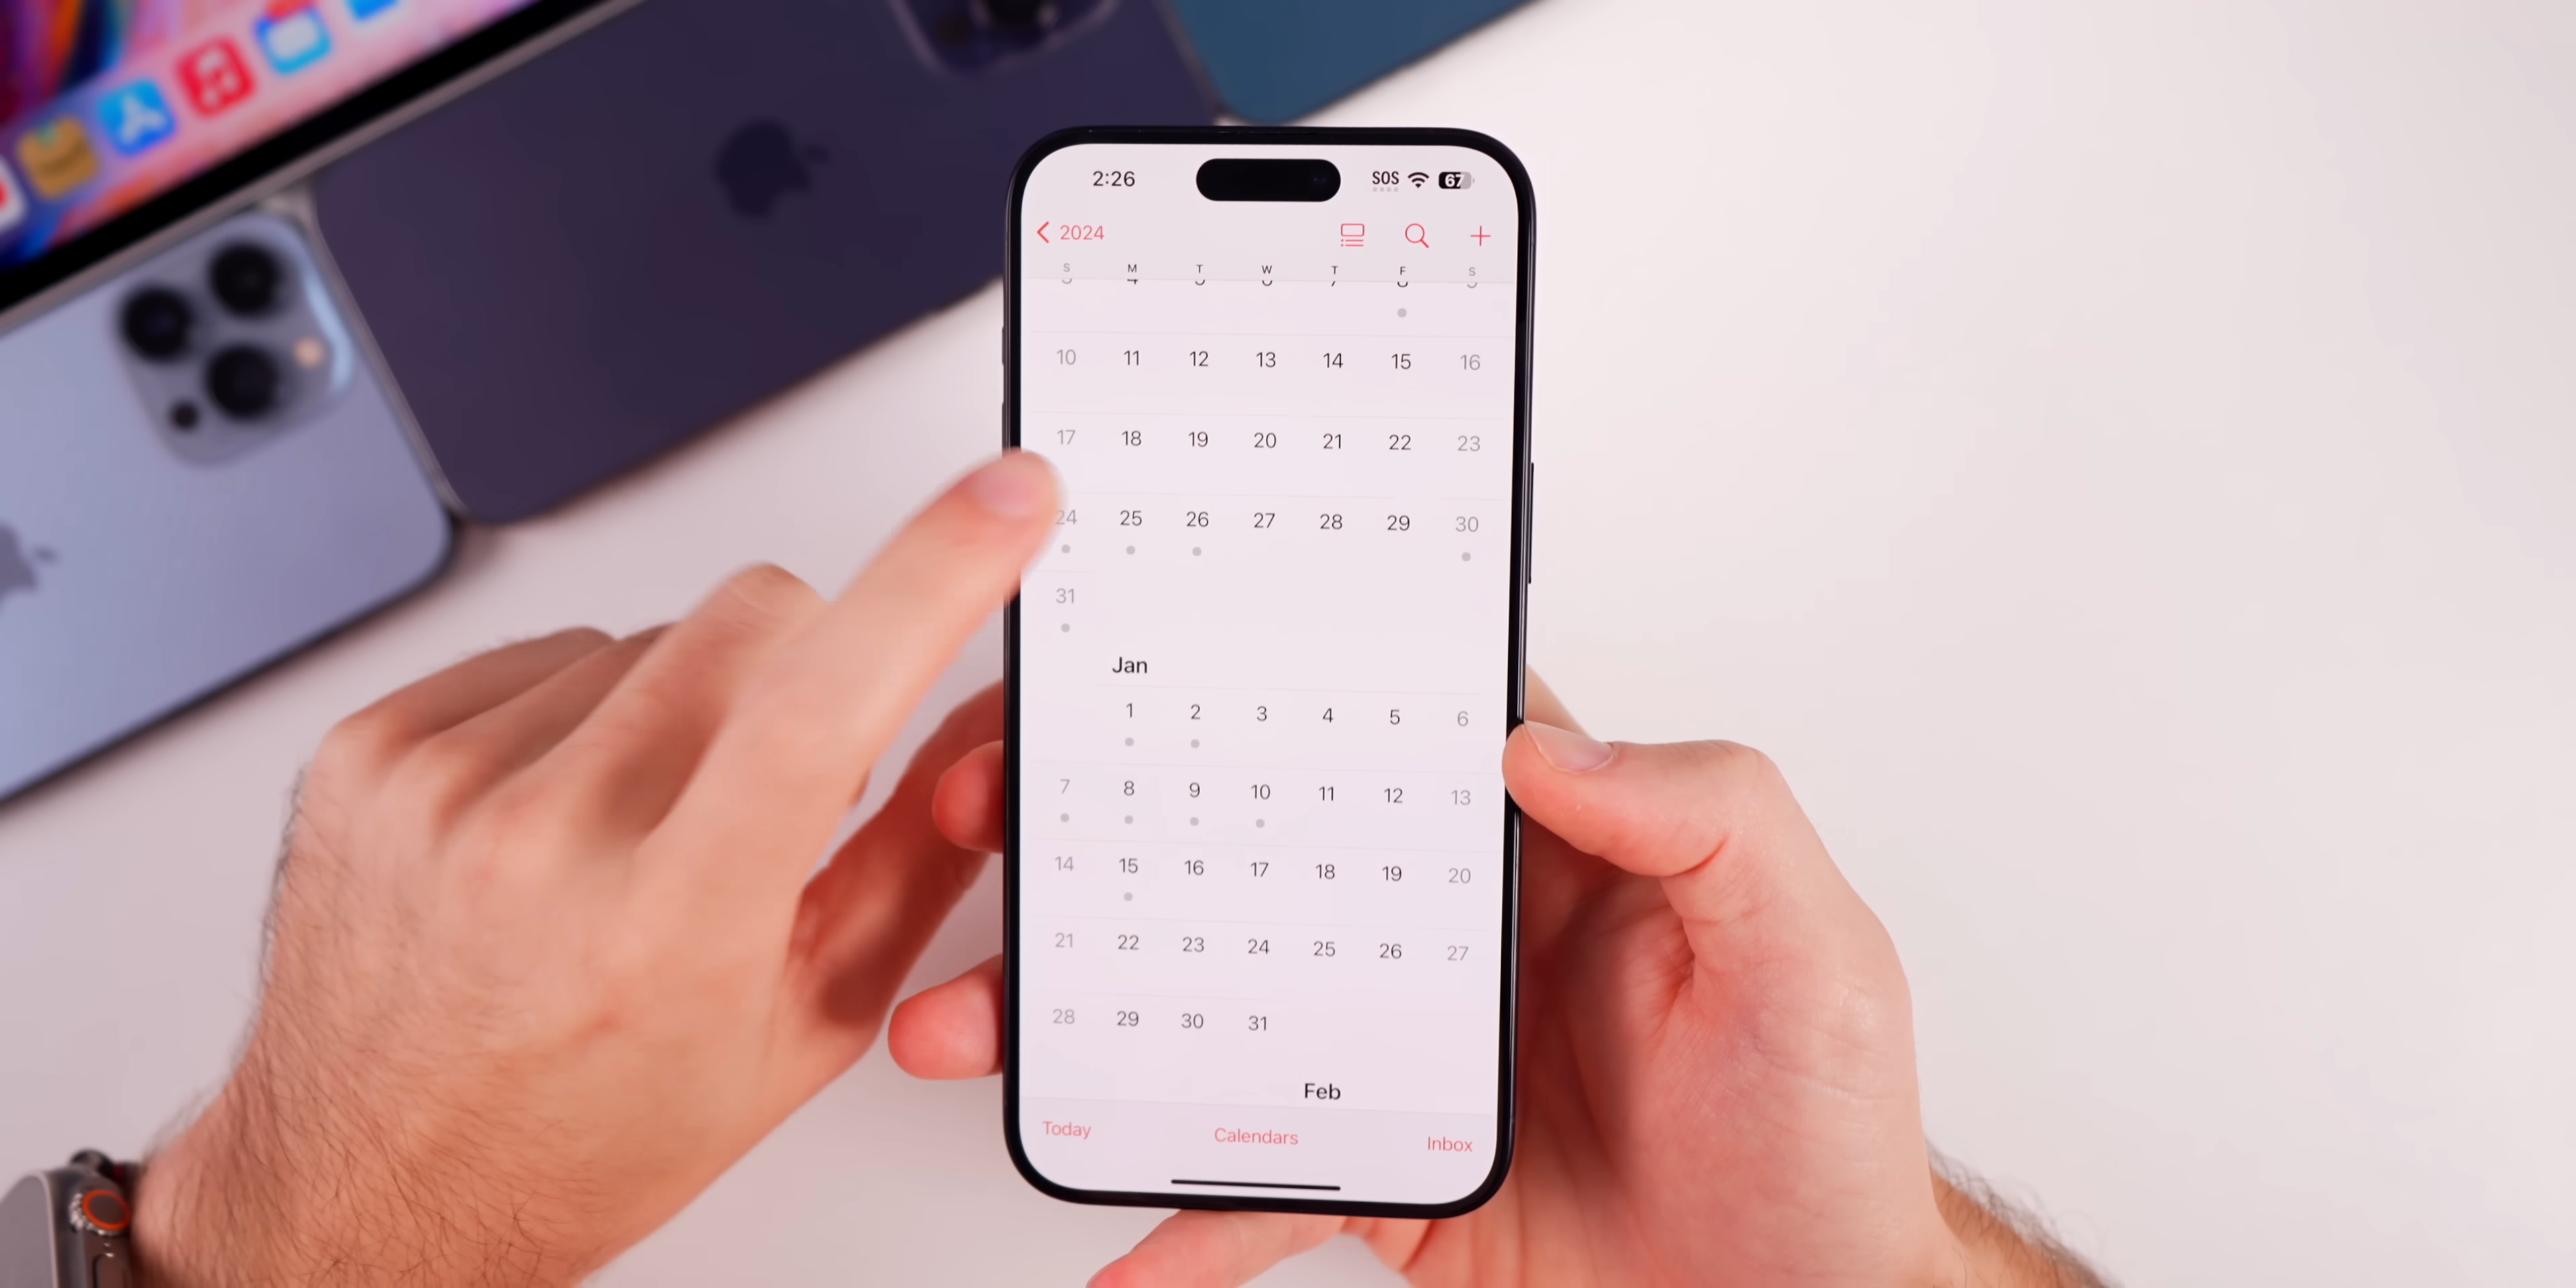 2:26 SOS 67
2024
S M T W T F S
10 11 12 13 14 15 16
17 18 19 20 21 22 23
24 25 26 27 28 29 30
31
Jan
1 2 3 4 5 6
7 8 9 10 11 12 13
14 15 16 17 18 19 20
21 22 23 24 25 26 27
28 29 30 31
Feb
Today Calendars Inbox